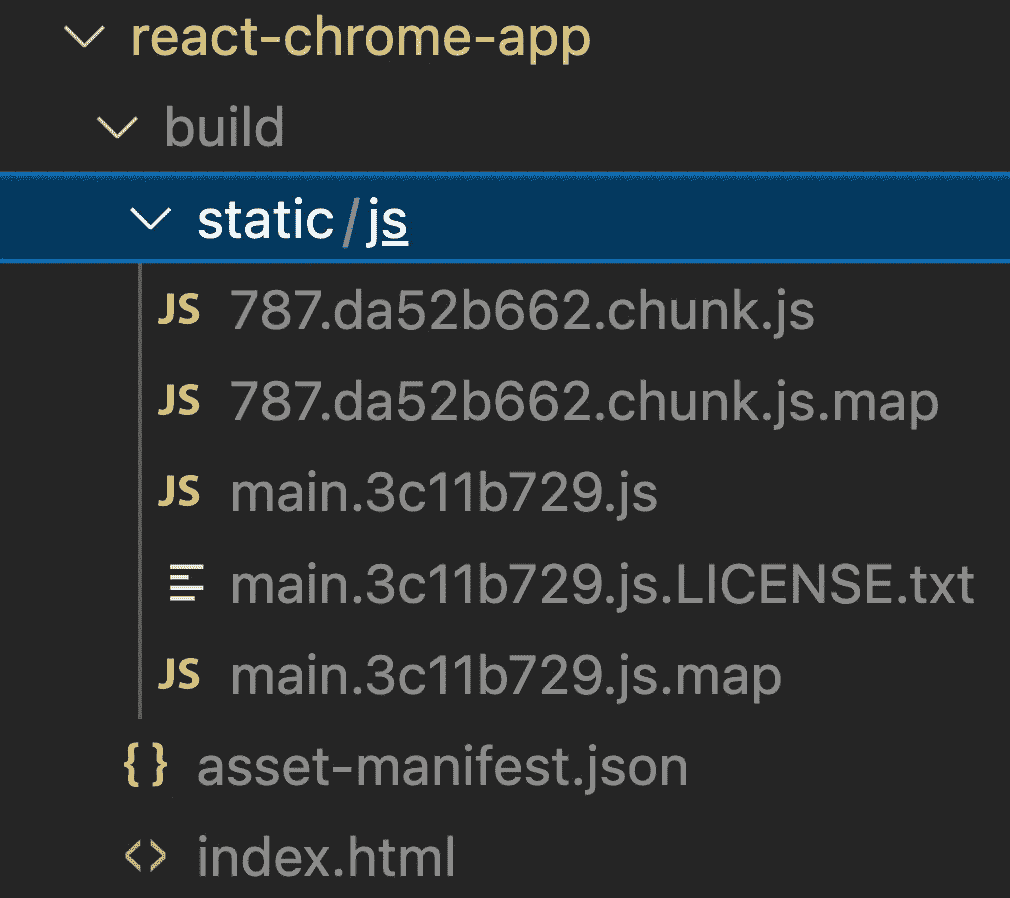 react-chrome-app
build
static/js
JS 787.da52b662.chunk.js
JS 787.da52b662.chunk.js.map
JS main.3c11b729.js
main.3c11b729.js.LICENSE.txt
JS main.3c11b729.js.map
{} asset-manifest.json
<> index.html